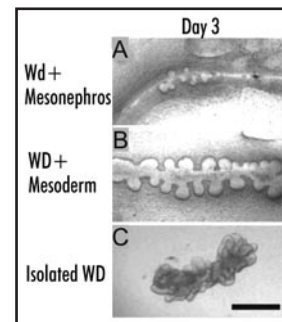 Day 3
A
Wd +
Mesonephros
B
WD +
Mesoderm
C
Isolated WD